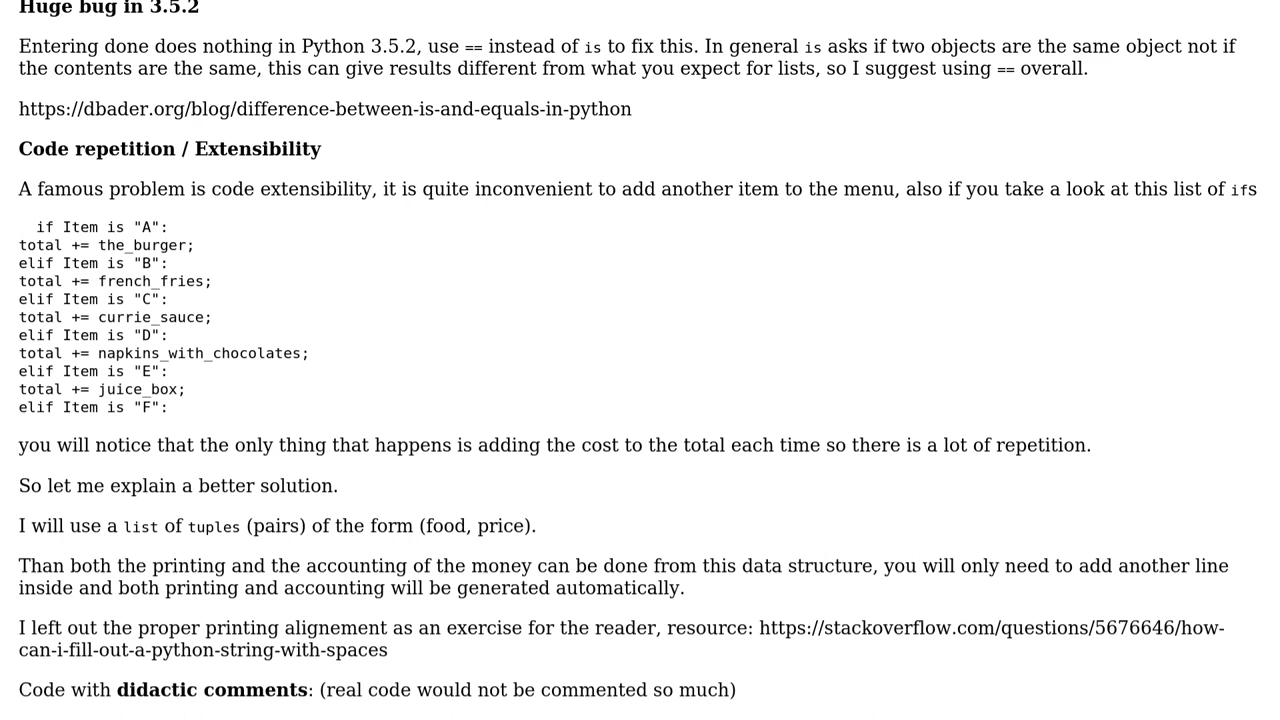 Huge bug in 3.5.2
Entering done does nothing in Python 3.5.2, use == instead of is to fix this. In general is asks if two objects are the same object not if
the contents are the same, this can give results different from what you expect for lists, so I suggest using == overall.
https://dbader.org/blog/difference-between-is-and-equals-in-python
Code repetition / Extensibility
A famous problem is code extensibility, it is quite inconvenient to add another item to the menu, also if you take a look at this list of ifs
if Item is "A":
total += the_burger;
elif Item is "B":
total += french_fries;
elif Item is "C":
total += currie_sauce;
elif Item is "D":
total += napkins_with_chocolates;
elif Item is "E":
total += juice_box;
elif Item is "F":
you will notice that the only thing that happens is adding the cost to the total each time so there is a lot of repetition.
So let me explain a better solution.
I will use a list of tuples (pairs) of the form (food, price).
Than both the printing and the accounting of the money can be done from this data structure, you will only need to add another line
inside and both printing and accounting will be generated automatically.
I left out the proper printing alignement as an exercise for the reader, resource: https://stackoverflow.com/questions/5676646/how-
can-i-fill-out-a-python-string-with-spaces
Code with didactic comments: (real code would not be commented so much)